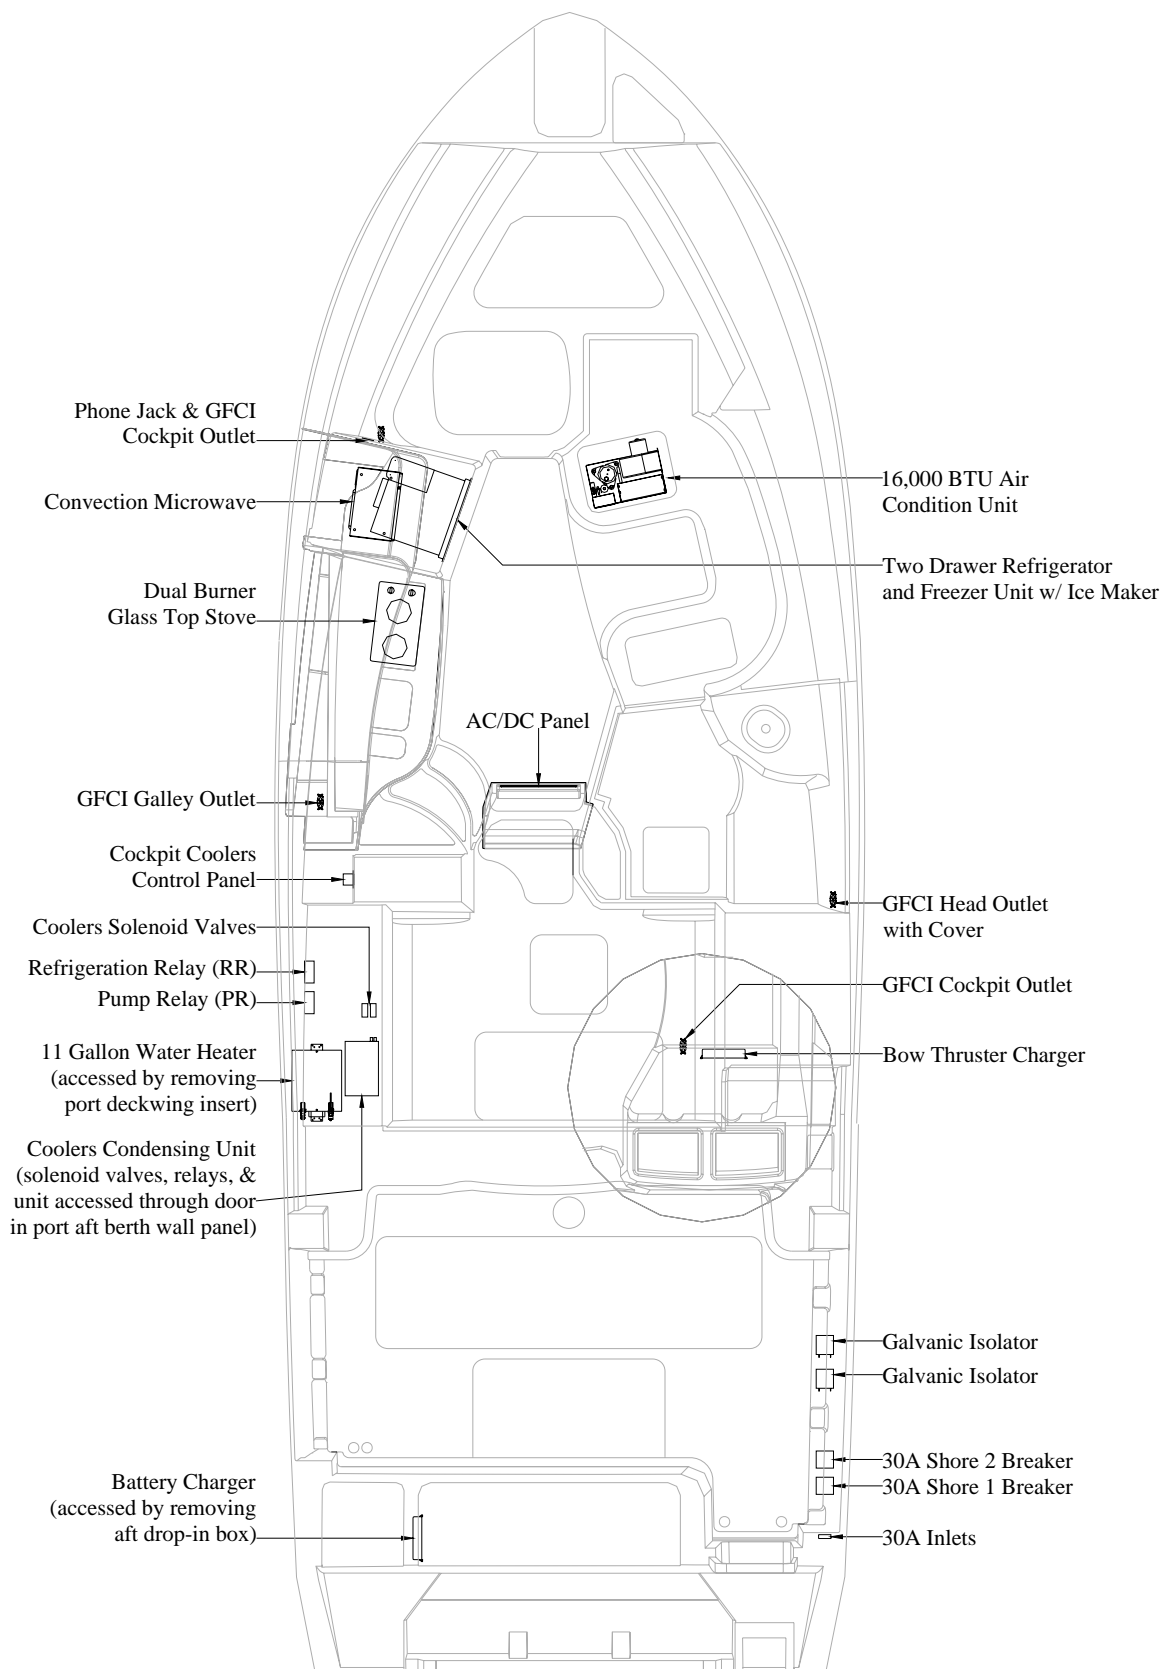 Phone Jack & GFCI
Cockpit Outlet
Convection Microwave
Dual Burner
Glass Top Stove
AC/DC Panel
GFCI Galley Outlet
Cockpit Coolers
Control Panel
Coolers Solenoid Valves
Refrigeration Relay (RR)
Pump Relay (PR)
11 Gallon Water Heater
(accessed by removing
port deckwing insert)
Coolers Condensing Unit
(solenoid valves, relays, &
unit accessed through door
in port aft berth wall panel)
Battery Charger
(accessed by removing
aft drop-in box)
16,000 BTU Air
Condition Unit
Two Drawer Refrigerator
and Freezer Unit w/ Ice Maker
GFCI Head Outlet
with Cover
GFCI Cockpit Outlet
Bow Thruster Charger
Galvanic Isolator
Galvanic Isolator
30A Shore 2 Breaker
30A Shore 1 Breaker
30A Inlets